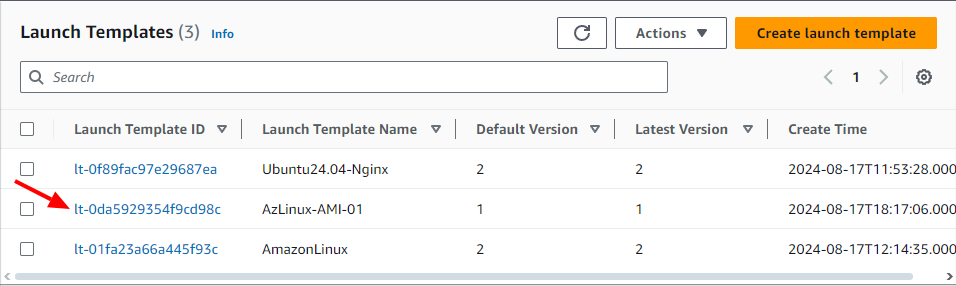 Launch Templates (3) Info Actions Create launch template
Search 1
Launch Template ID Launch Template Name Default Version Latest Version Create Time
lt-0f89fac97e29687ea Ubuntu24.04-Nginx 2 2 2024-08-17T11:53:28.000
lt-0da5929354f9cd98c AzLinux-AMI-01 1 1 2024-08-17T18:17:06.000
lt-01fa23a66a445f93c AmazonLinux 2 2 2024-08-17T12:14:35.000